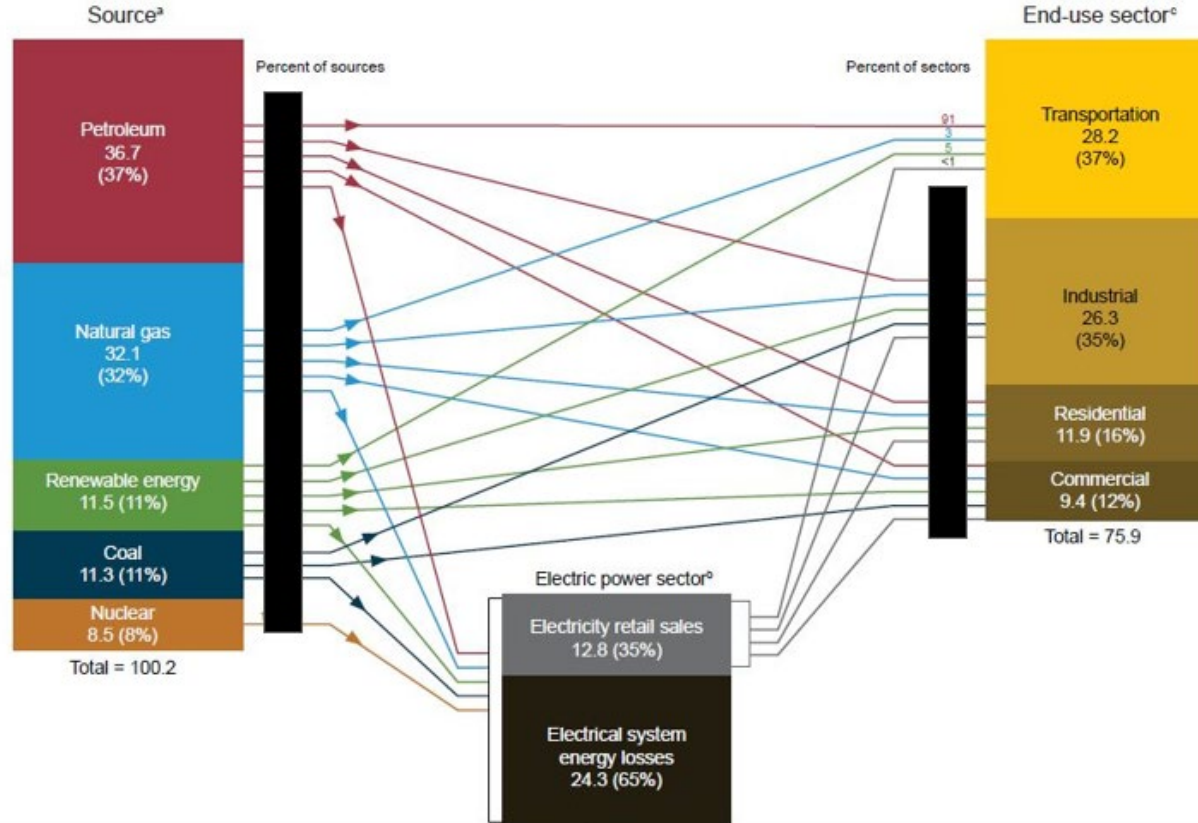 Sourceᵃ
End-use sectorᶜ
Percent of sources
Percent of sectors
Petroleum
36.7
(37%)
91
3
5
<1
Transportation
28.2
(37%)
Natural gas
32.1
(32%)
Industrial
26.3
(35%)
Residential
11.9 (16%)
Renewable energy
11.5 (11%)
Commercial
9.4 (12%)
Coal
11.3 (11%)
Total = 75.9
Electric power sectorᵇ
Nuclear
8.5 (8%)
Electricity retail sales
12.8 (35%)
Total = 100.2
Electrical system
energy losses
24.3 (65%)